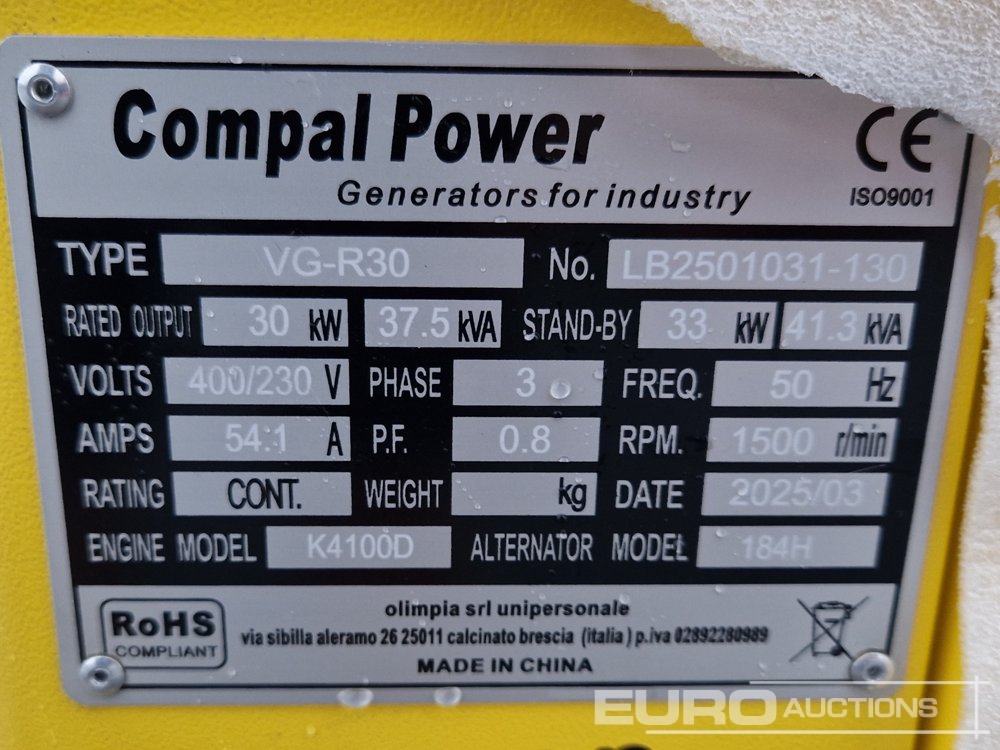 Compal Power
Generators for industry
CE
ISO9001
TYPE VG-R30 No. LB2501031-130
RATED OUTPUT 30 kW 37.5 kVA STAND-BY 33 kW 41.3 kVA
VOLTS 400/230 V PHASE 3 FREQ. 50 Hz
AMPS 54.1 A P.F. 0.8 RPM. 1500 r/min
RATING CONT. WEIGHT kg DATE 2025/03
ENGINE MODEL K4100D ALTERNATOR MODEL 184H
RoHS
COMPLIANT
olimpia srl unipersonale
via sibilla aleramo 26 25011 calcinato brescia (italia) p.iva 02892280989
MADE IN CHINA
EURO AUCTIONS